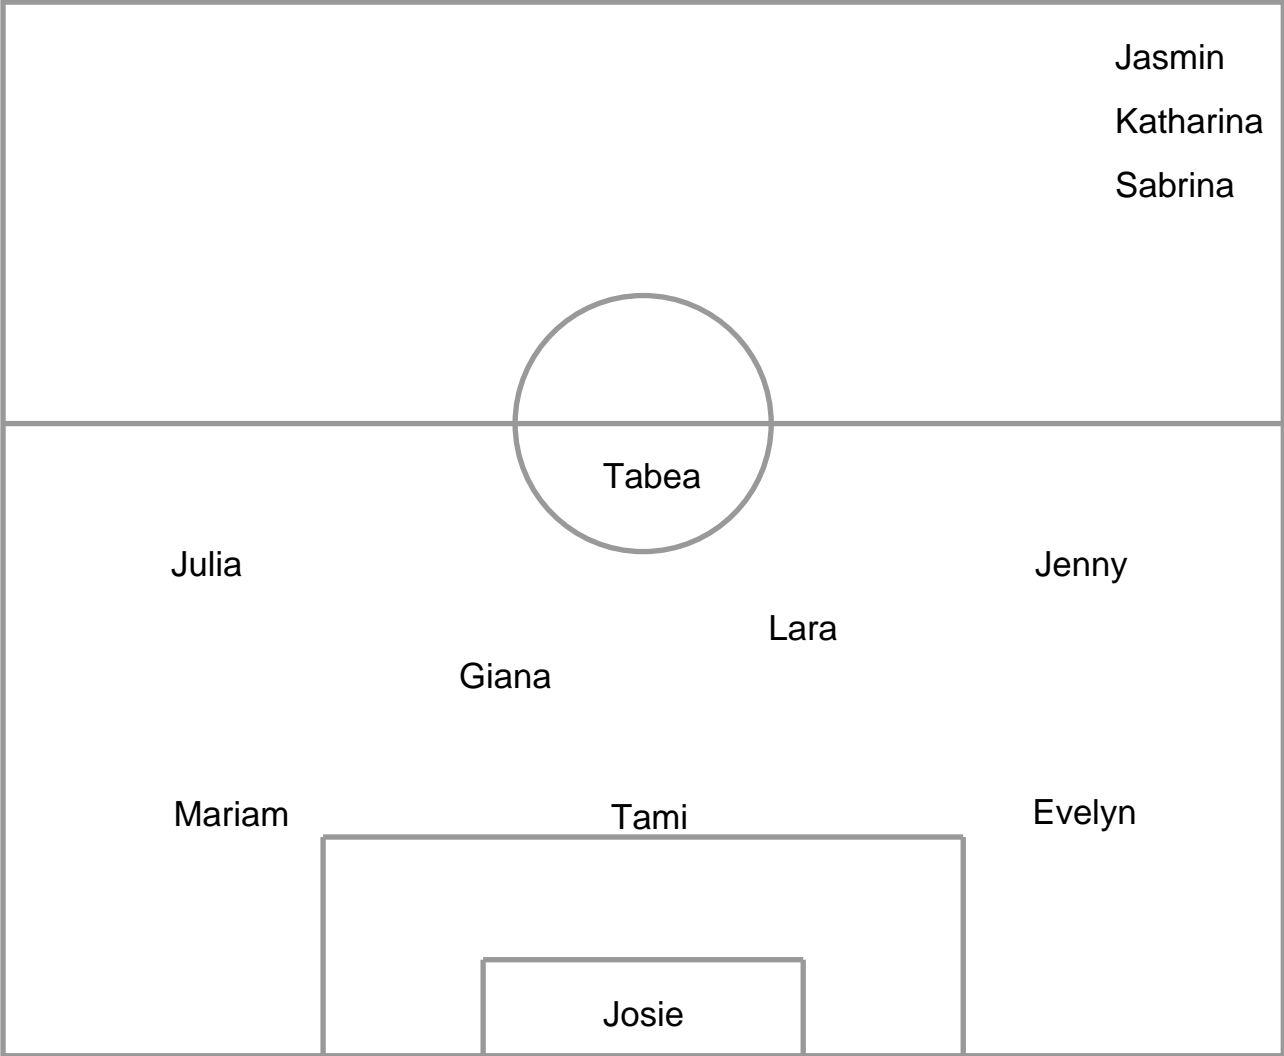 Jasmin
Katharina
Sabrina
Tabea
Julia
Jenny
Lara
Giana
Mariam
Tami
Evelyn
Josie